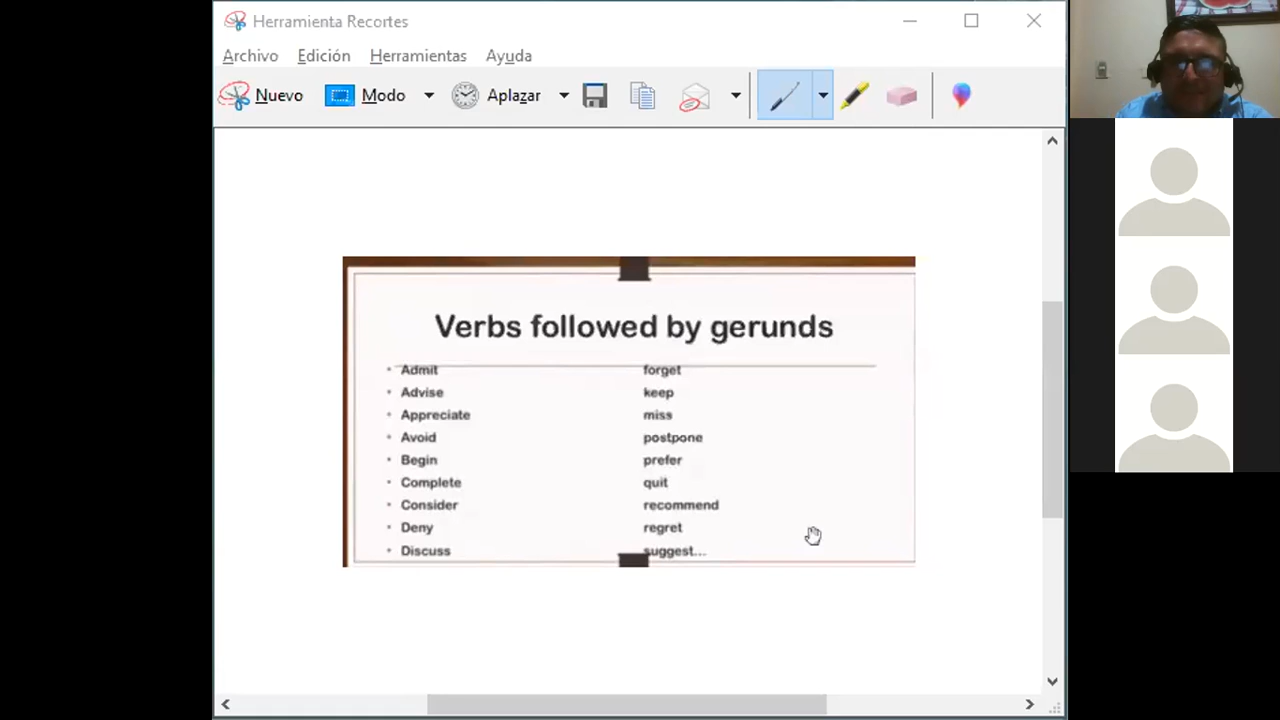 Herramienta Recortes
Archivo Edición Herramientas Ayuda
Nuevo Modo Aplazar
Verbs followed by gerunds
• Admit forget
• Advise keep
• Appreciate miss
• Avoid postpone
• Begin prefer
• Complete quit
• Consider recommend
• Deny regret
• Discuss suggest...